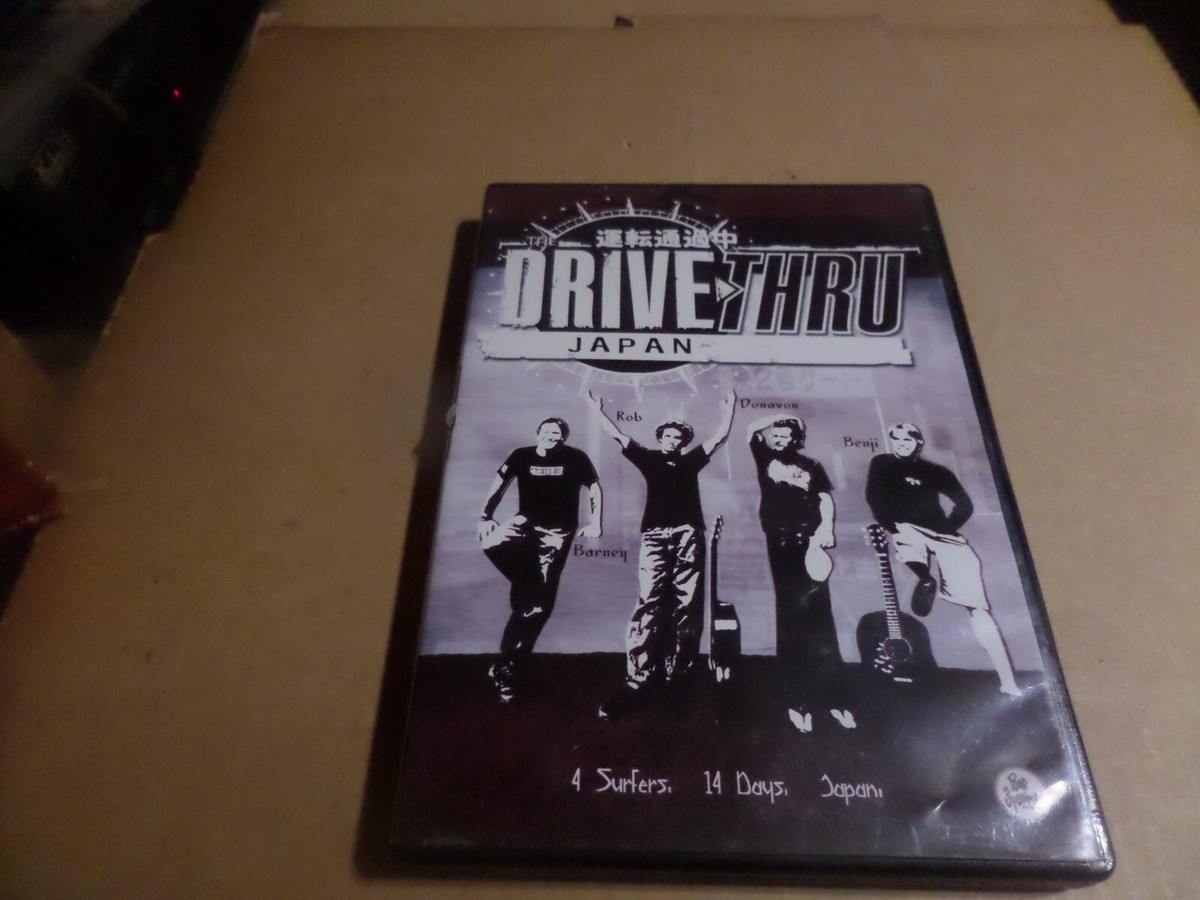 THE
運転通過中
DRIVE THRU
JAPAN
Rob
Donavon
Benji
Barney
4 Surfers. 14 Days. Japan.